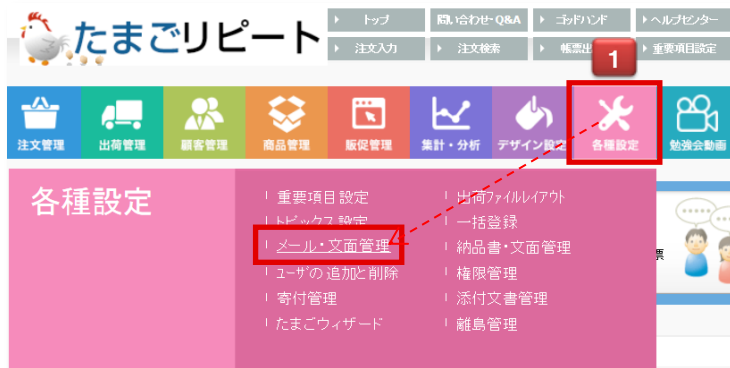 たまごリピート
トップ
問い合わせ・Q&A
ゴッドハンド
ヘルプセンター
注文入力
注文検索
帳票出
重要項目設定
1
注文管理
出荷管理
顧客管理
商品管理
販促管理
集計・分析
デザイン設定
各種設定
勉強会動画
各種設定
重要項目設定
出荷ファイルレイアウト
トピックス設定
一括登録
メール・文面管理
納品書・文面管理
ユーザの追加と削除
権限管理
寄付管理
添付文書管理
たまごウィザード
離島管理
票